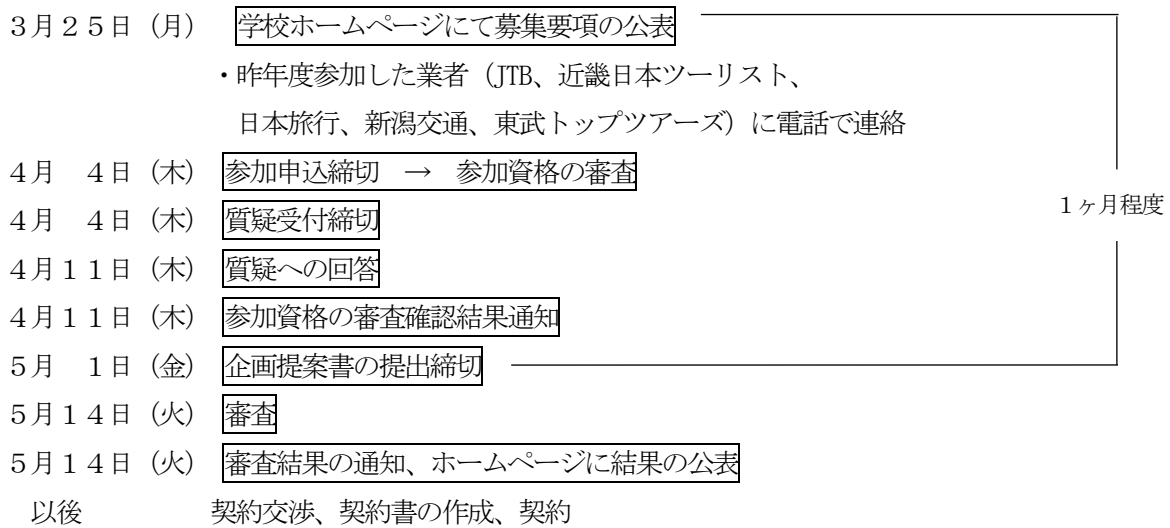 ３月２５日（月） 学校ホームページにて募集要項の公表
・昨年度参加した業者（JTB、近畿日本ツーリスト、
日本旅行、新潟交通、東武トップツアーズ）に電話で連絡
４月　４日（木） 参加申込締切　→　参加資格の審査
１ヶ月程度
４月　４日（木） 質疑受付締切
４月１１日（木） 質疑への回答
４月１１日（木） 参加資格の審査確認結果通知
５月　１日（金） 企画提案書の提出締切
５月１４日（火） 審査
５月１４日（火） 審査結果の通知、ホームページに結果の公表
以後　契約交渉、契約書の作成、契約